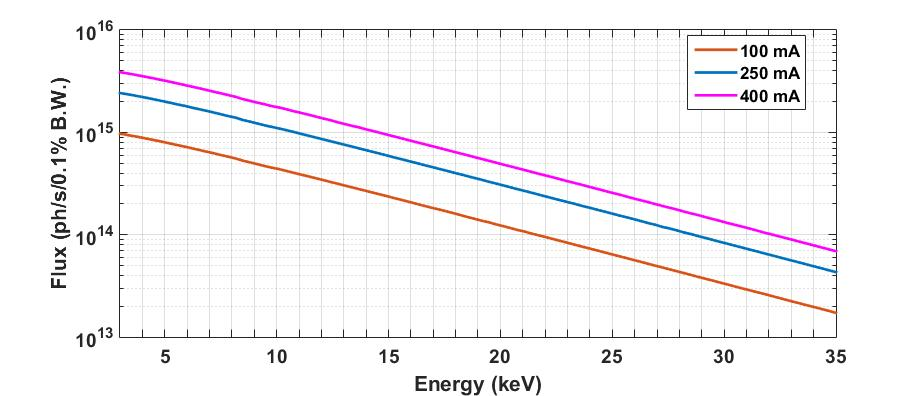 10^16
10^15
10^14
10^13
Flux (ph/s/0.1% B.W.)
100 mA
250 mA
400 mA
5 10 15 20 25 30 35
Energy (keV)